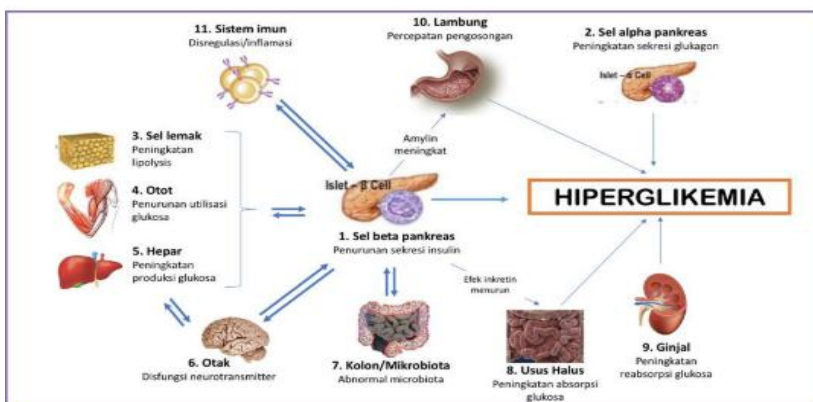 11. Sistem imun
Disregulasi/inflamasi
10. Lambung
Percepatan pengosongan
2. Sel alpha pankreas
Peningkatan sekresi glukagon
Islet – α Cell
3. Sel lemak
Peningkatan
lipolysis
4. Otot
Penurunan utilisasi
glukosa
5. Hepar
Peningkatan
produksi glukosa
Amylin
meningkat
Islet – β Cell
1. Sel beta pankreas
Penurunan sekresi insulin
HIPERGLIKEMIA
Efek inkretin
menurun
6. Otak
Disfungsi neurotransmitter
7. Kolon/Mikrobiota
Abnormal microbiota
8. Usus Halus
Peningkatan absorpsi
glukosa
9. Ginjal
Peningkatan
reabsorpsi glukosa